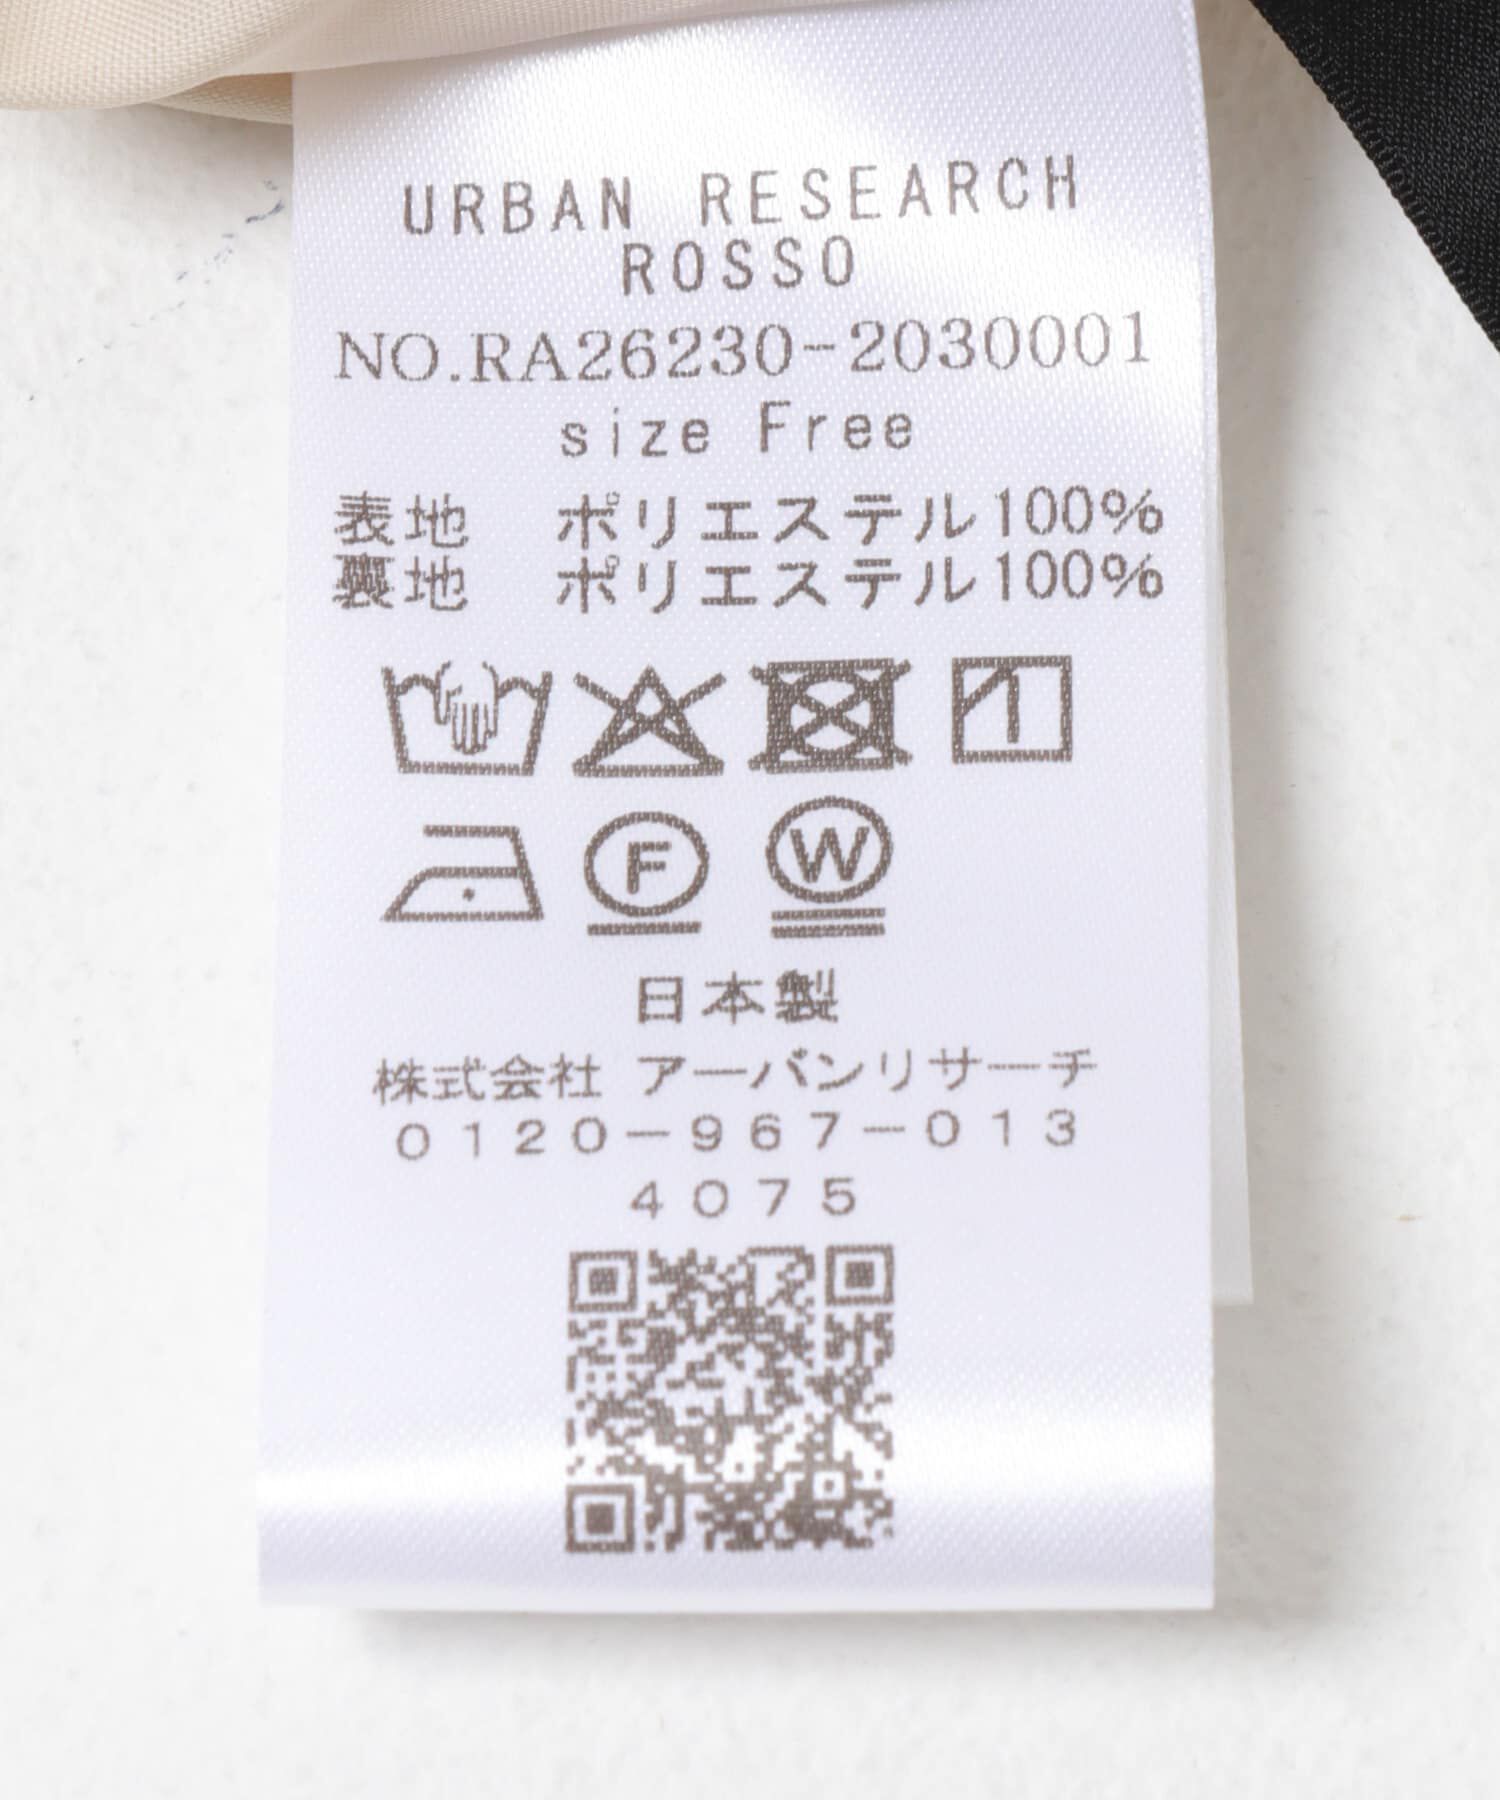 URBAN RESEARCH
ROSSO
NO.RA26230-2030001
size Free
表地 ポリエステル100%
裏地 ポリエステル100%
F W
日本製
株式会社 アーバンリサーチ
0120-967-013
4075